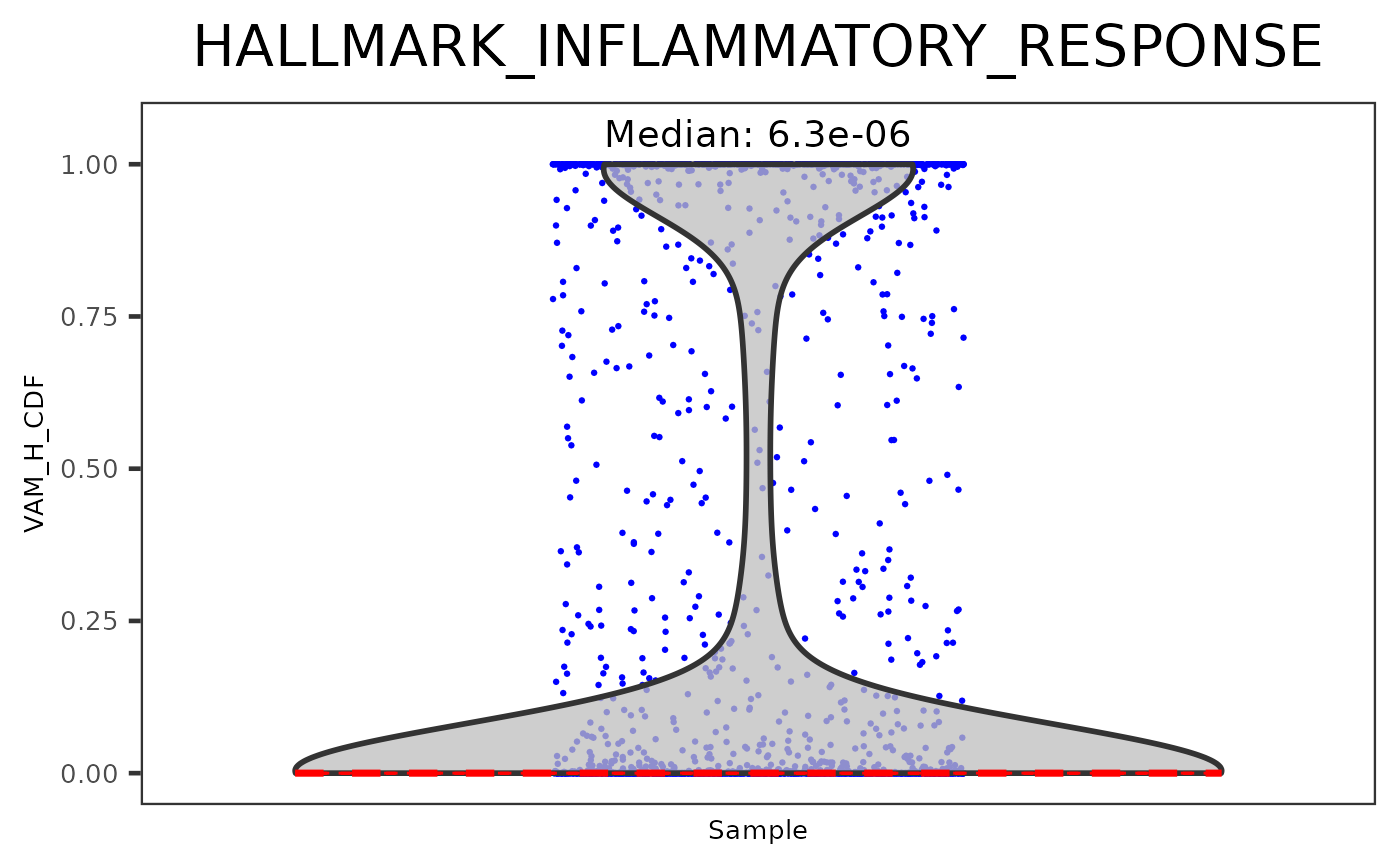 HALLMARK_INFLAMMATORY_RESPONSE
Median: 6.3e-06
1.00
0.75
0.50
0.25
0.00
VAM_H_CDF
Sample